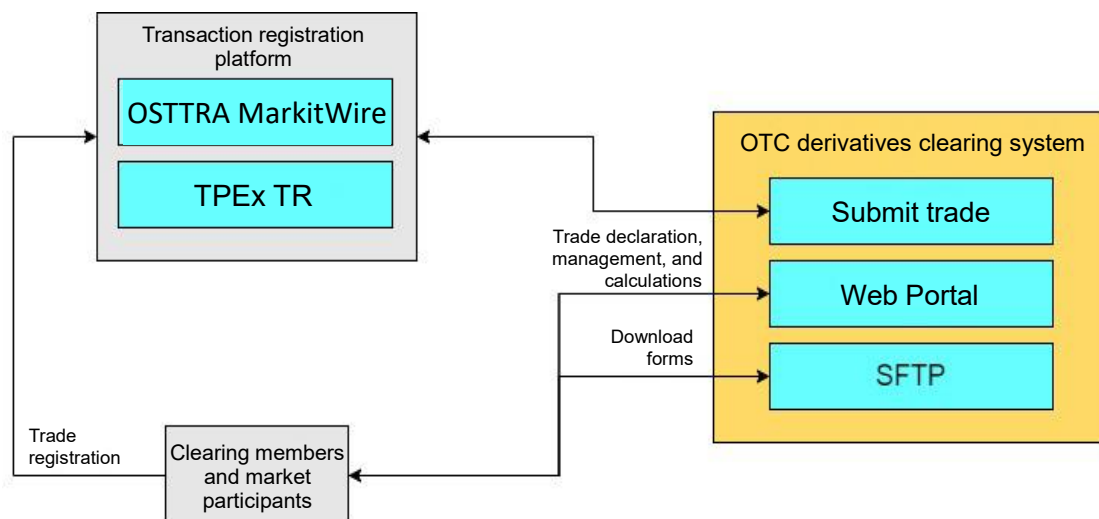 Transaction registration
platform
OSTTRA MarkitWire
TPEx TR
OTC derivatives clearing system
Submit trade
Trade declaration,
management, and
calculations
Web Portal
Download
forms
SFTP
Trade
registration
Clearing members
and market
participants